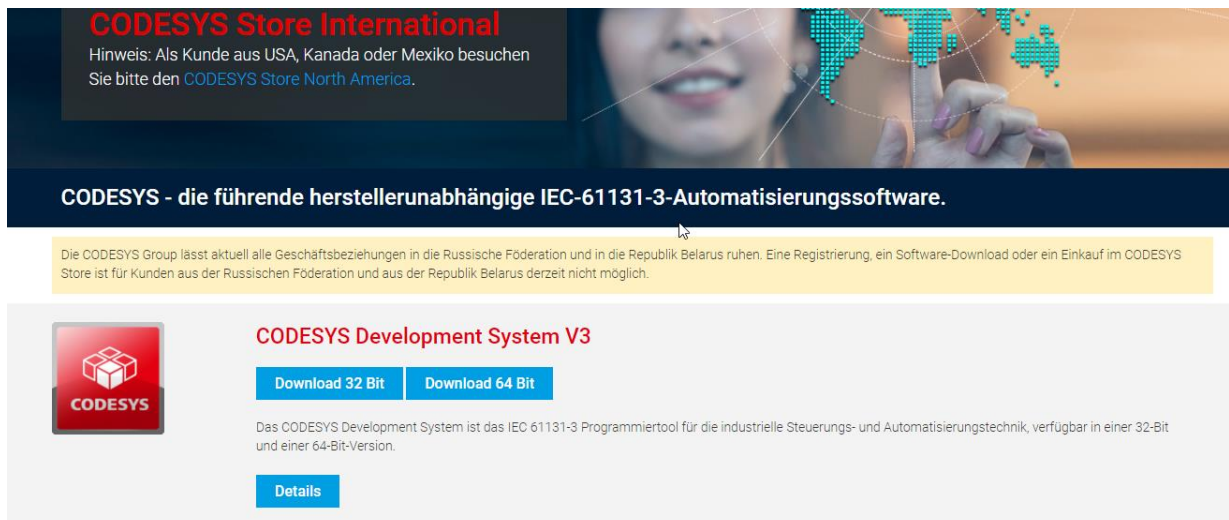 CODESYS Store International
Hinweis: Als Kunde aus USA, Kanada oder Mexiko besuchen
Sie bitte den CODESYS Store North America.
CODESYS - die führende herstellerunabhängige IEC-61131-3-Automatisierungssoftware.
Die CODESYS Group lässt aktuell alle Geschäftsbeziehungen in die Russische Föderation und in die Republik Belarus ruhen. Eine Registrierung, ein Software-Download oder ein Einkauf im CODESYS
Store ist für Kunden aus der Russischen Föderation und aus der Republik Belarus derzeit nicht möglich.
CODESYS
CODESYS Development System V3
Download 32 Bit Download 64 Bit
Das CODESYS Development System ist das IEC 61131-3 Programmiertool für die industrielle Steuerungs- und Automatisierungstechnik, verfügbar in einer 32-Bit
und einer 64-Bit-Version.
Details